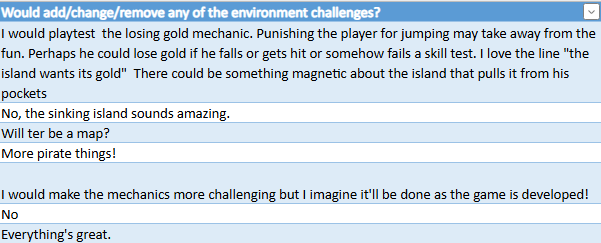 Would add/change/remove any of the environment challenges?
I would playtest  the losing gold mechanic. Punishing the player for jumping may take away from the
fun. Perhaps he could lose gold if he falls or gets hit or somehow fails a skill test. I love the line "the
island wants its gold"  There could be something magnetic about the island that pulls it from his
pockets
No, the sinking island sounds amazing.
Will ter be a map?
More pirate things!
I would make the mechanics more challenging but I imagine it'll be done as the game is developed!
No
Everything's great.